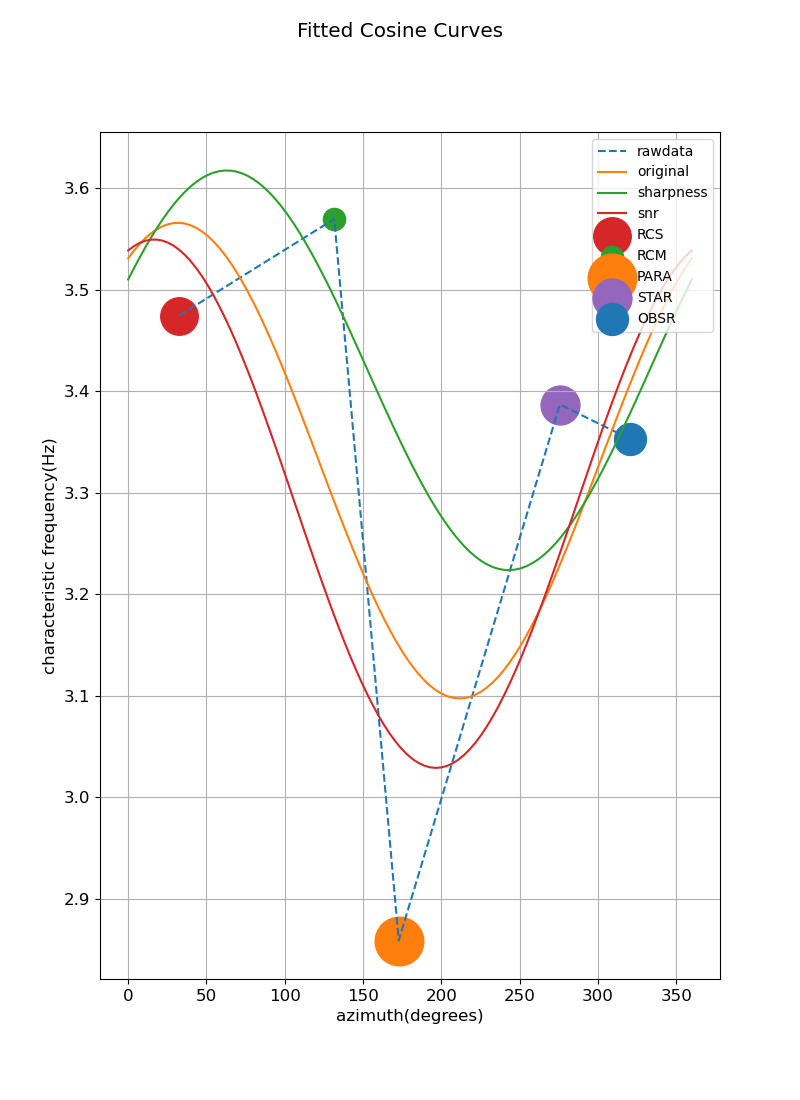 Fitted Cosine Curves
rawdata
original
sharpness
snr
RCS
RCM
PARA
STAR
OBSR
characteristic frequency(Hz)
3.6
3.5
3.4
3.3
3.2
3.1
3.0
2.9
0 50 100 150 200 250 300 350
azimuth(degrees)